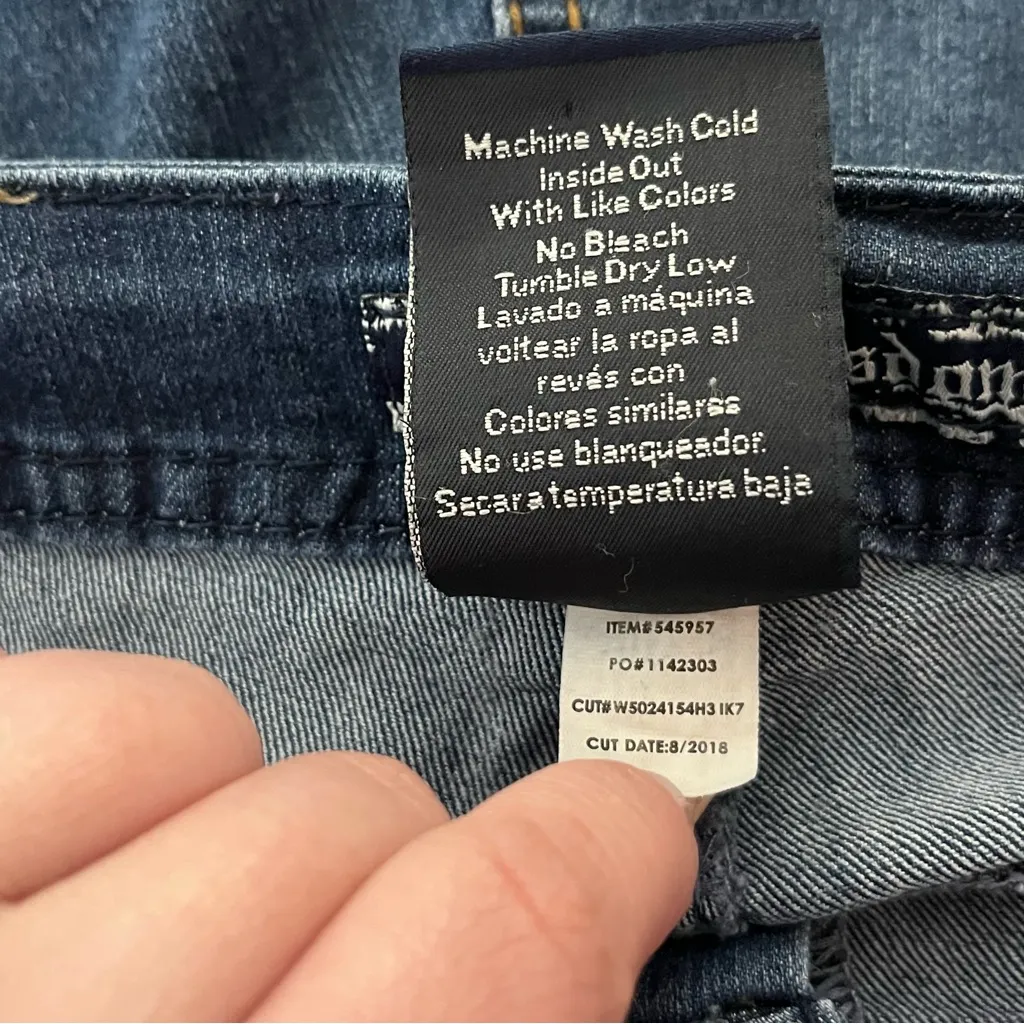 Machine Wash Cold
Inside Out
With Like Colors
No Bleach
Tumble Dry Low
Lavado a máquina
voltear la ropa al
revés con
Colores similares
No use blanqueador.
Secar a temperatura baja
ITEM#545957
PO#1142303
CUT#W5024154H3 IK7
CUT DATE:8/2018